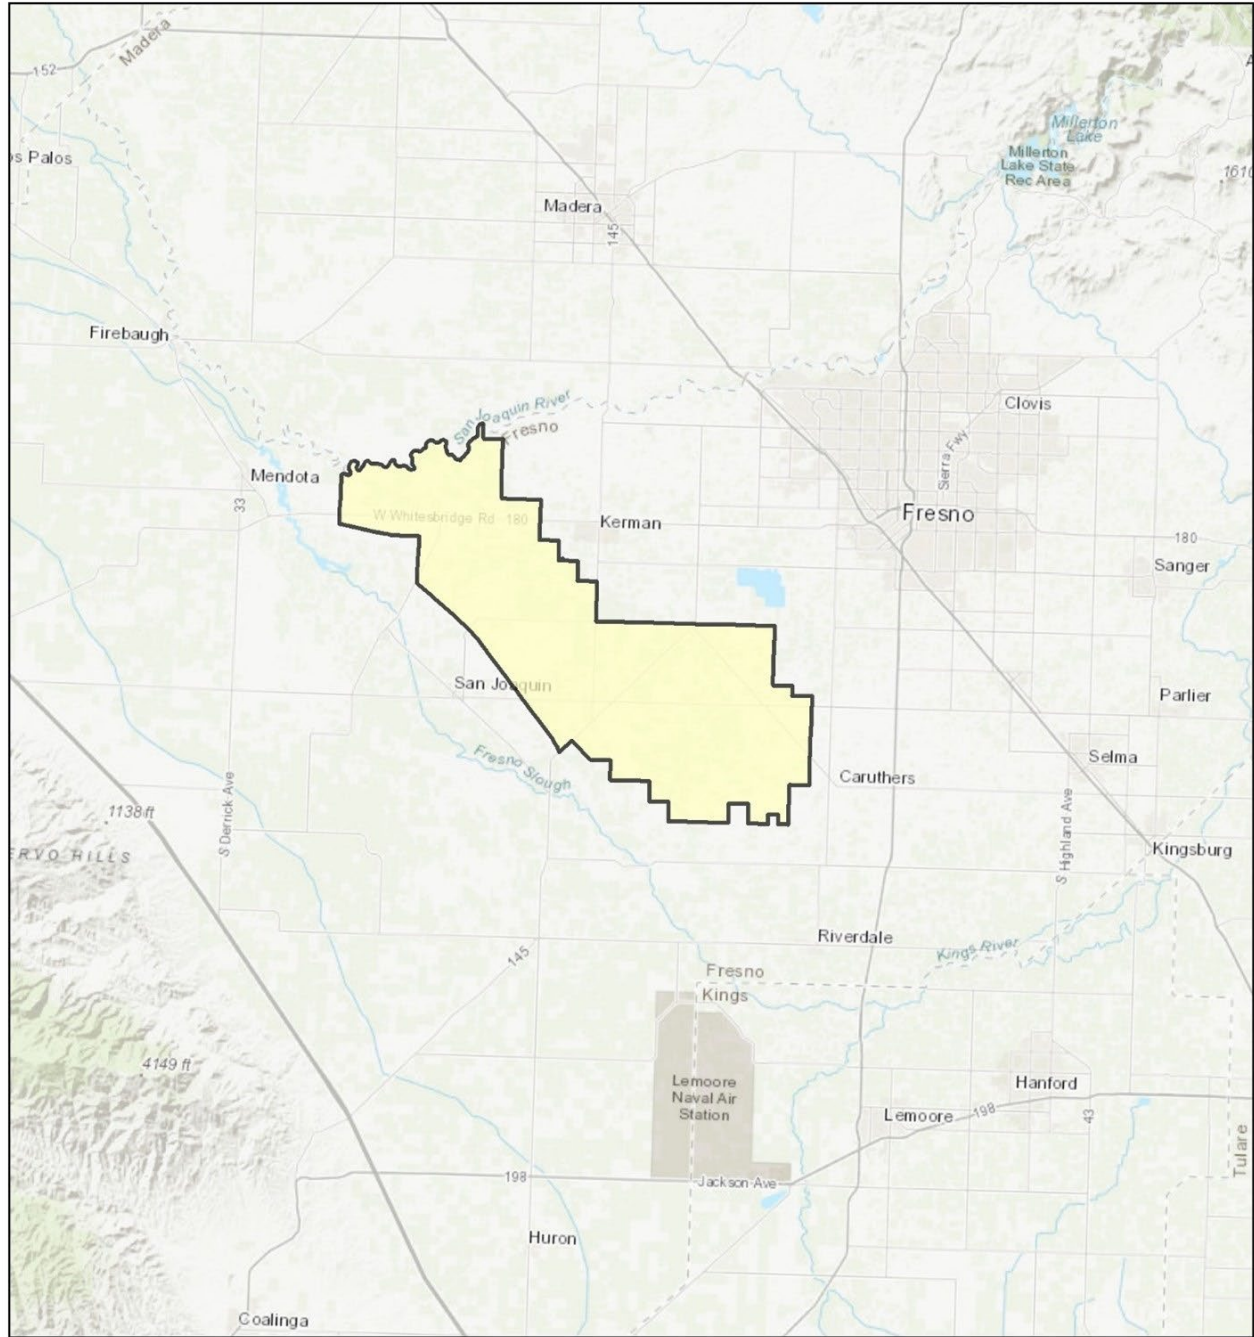 Madera
152
Millerton
Lake
Millerton
Lake State
Rec Area
os Palos
1610
Madera
145
Firebaugh
San Joaquin River
Fresno
Clovis
Sierra Fwy
Mendota
33
W Whitesbridge Rd 180
Kerman
Fresno
180
Sanger
San Joaquin
Parlier
Fresno Slough
Selma
Caruthers
S Derrick Ave
1138 ft
S Highland Ave
ERVO HILLS
Kingsburg
Riverdale
Kings River
145
Fresno
Kings
4149 ft
Lemoore
Naval Air
Station
Hanford
Lemoore
198
43
Tulare
198
Jackson Ave
Huron
Coalinga